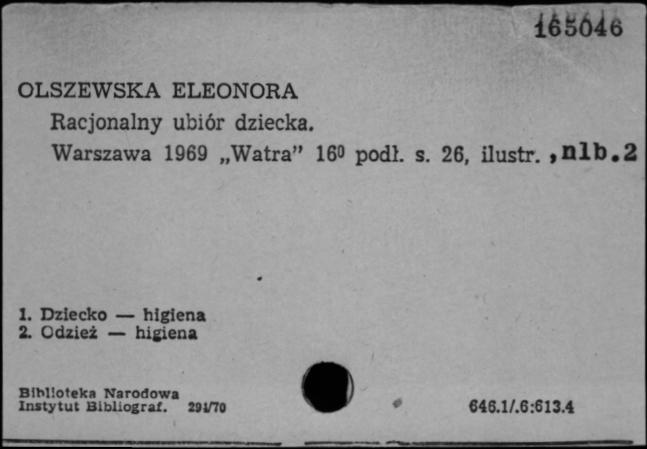 165046
OLSZEWSKA ELEONORA
Racjonalny ubiór dziecka.
Warszawa 1969 „Watra” 16⁰ podł. s. 26, ilustr. , nlb. 2
1. Dziecko — higiena
2. Odzież — higiena
Biblioteka Narodowa
Instytut Bibliograf. 291/70
646.1/.6:613.4